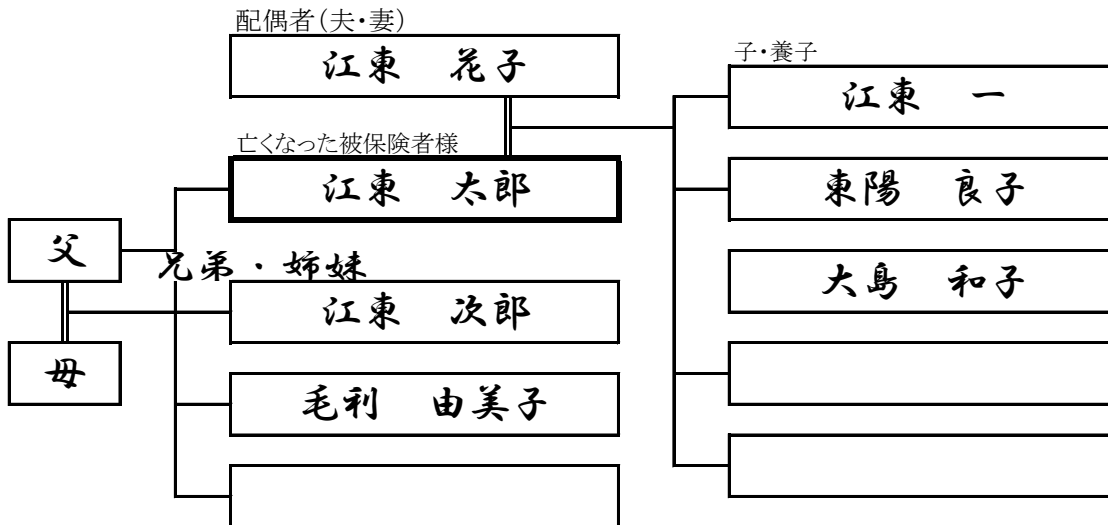 配偶者(夫・妻)
江東　花子
子・養子
江東　一
亡くなった被保険者様
江東　太郎
東陽　良子
父
兄弟・姉妹
大島　和子
江東　次郎
母
毛利　由美子